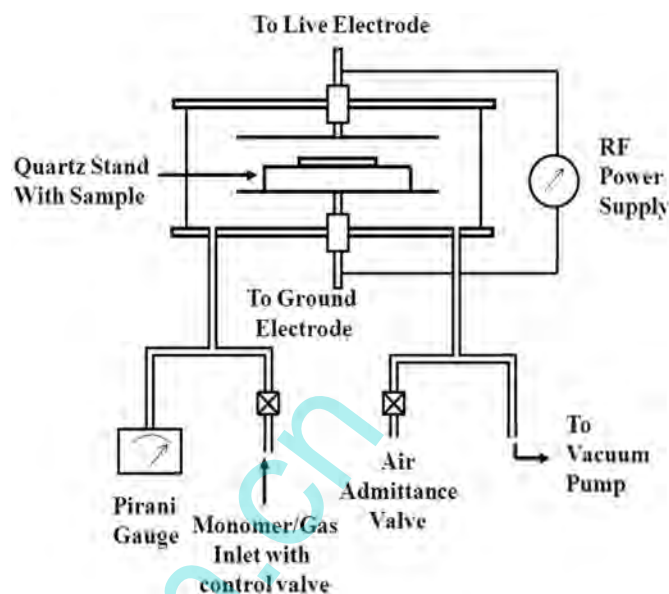 To Live Electrode
Quartz Stand
With Sample
RF
Power
Supply
To Ground
Electrode
Pirani
Gauge
Monomer/Gas
Inlet with
control valve
Air
Admittance
Valve
To
Vacuum
Pump
.cn